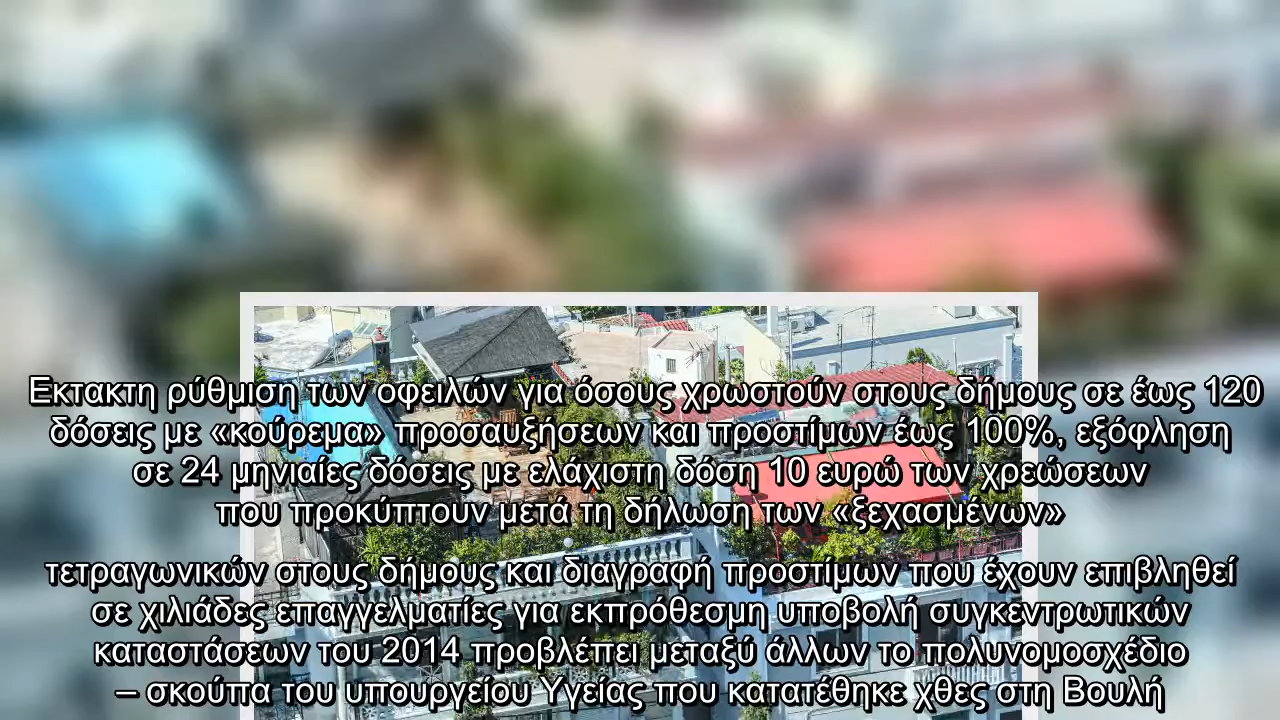 Εκτακτη ρύθμιση των οφειλών για όσους χρωστούν στους δήμους σε έως 120
δόσεις με «κούρεμα» προσαυξήσεων και προστίμων έως 100%, εξόφληση
σε 24 μηνιαίες δόσεις με ελάχιστη δόση 10 ευρώ των χρεώσεων
που προκύπτουν μετά τη δήλωση των «ξεχασμένων»
τετραγωνικών στους δήμους και διαγραφή προστίμων που έχουν επιβληθεί
σε χιλιάδες επαγγελματίες για εκπρόθεσμη υποβολή συγκεντρωτικών
καταστάσεων του 2014 προβλέπει μεταξύ άλλων το πολυνομοσχέδιο
– σκούπα του υπουργείου Υγείας που κατατέθηκε χθες στη Βουλή